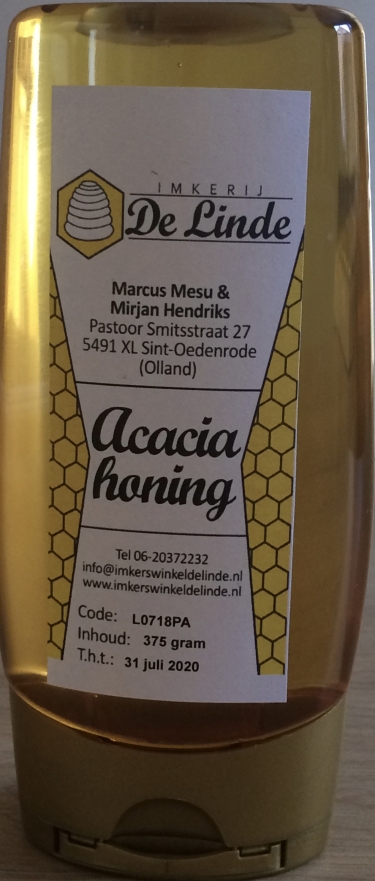 IMKERIJ
De Linde
Marcus Mesu &
Mirjan Hendriks
Pastoor Smitsstraat 27
5491 XL Sint-Oedenrode
(Olland)
Acacia
honing
Tel 06-20372232
info@imkerswinkeldelinde.nl
www.imkerswinkeldelinde.nl
Code: L0718PA
Inhoud: 375 gram
T.h.t.: 31 juli 2020